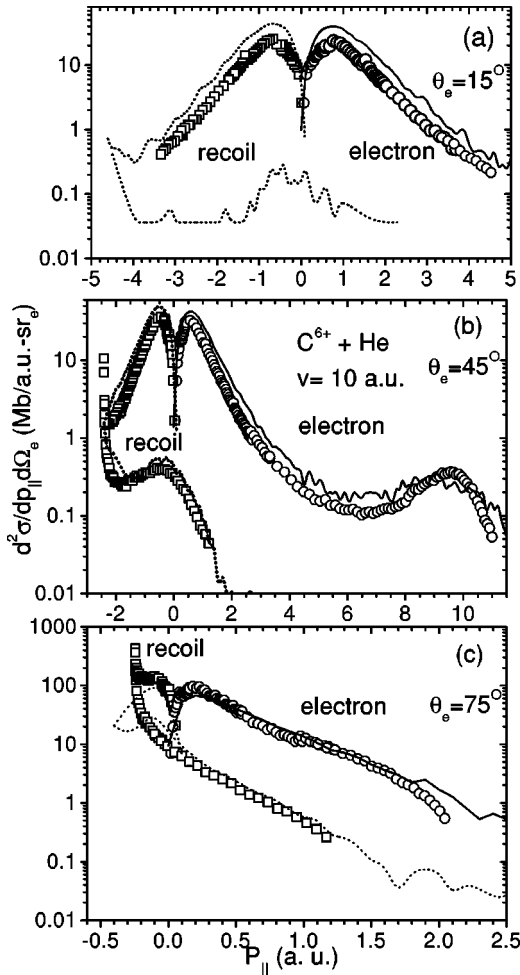 (a)
θe=15O
recoil
electron
10
1
0.1
0.01
-5 -4 -3 -2 -1 0 1 2 3 4 5
(b)
C6+ + He
θe=45O
v= 10 a.u.
electron
recoil
10
1
0.1
0.01
-2 0 2 4 6 8 10
d2σ/dp||dΩe (Mb/a.u.-sre)
1000
recoil
(c)
electron
θe=75O
100
10
1
0.1
0.01
-0.5 0.0 0.5 1.0 1.5 2.0 2.5
P|| (a. u.)